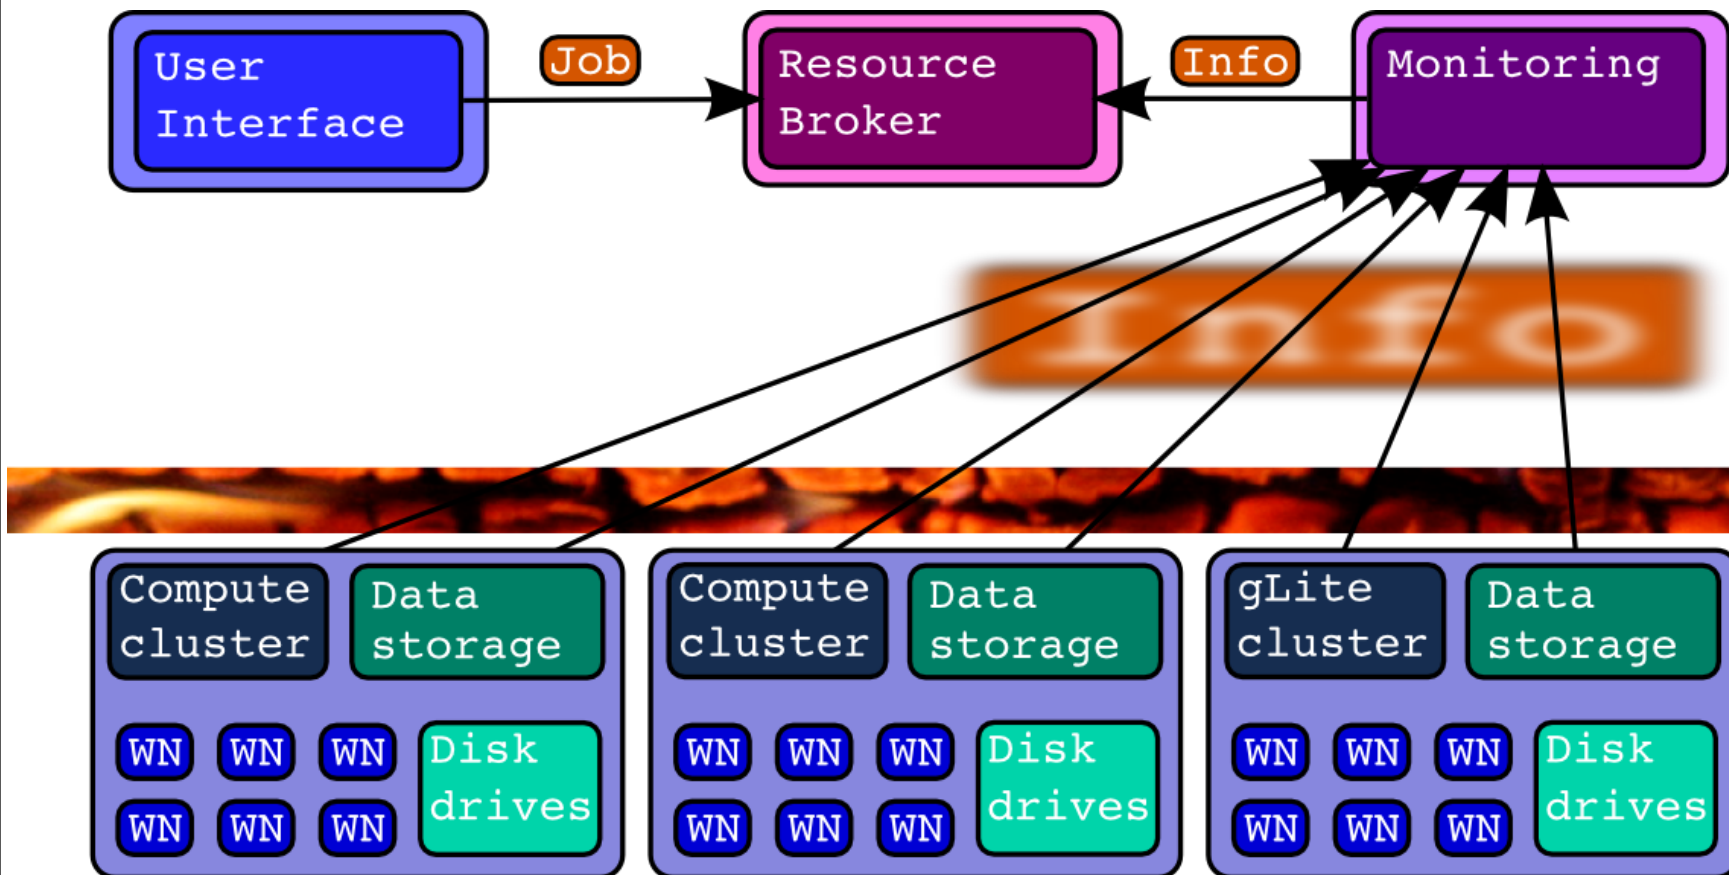 User
Interface
Job
Resource
Broker
Info
Monitoring
Info
Compute
cluster
Data
storage
WN WN WN
WN WN WN
Disk
drives
Compute
cluster
Data
storage
WN WN WN
WN WN WN
Disk
drives
gLite
cluster
Data
storage
WN WN WN
WN WN WN
Disk
drives